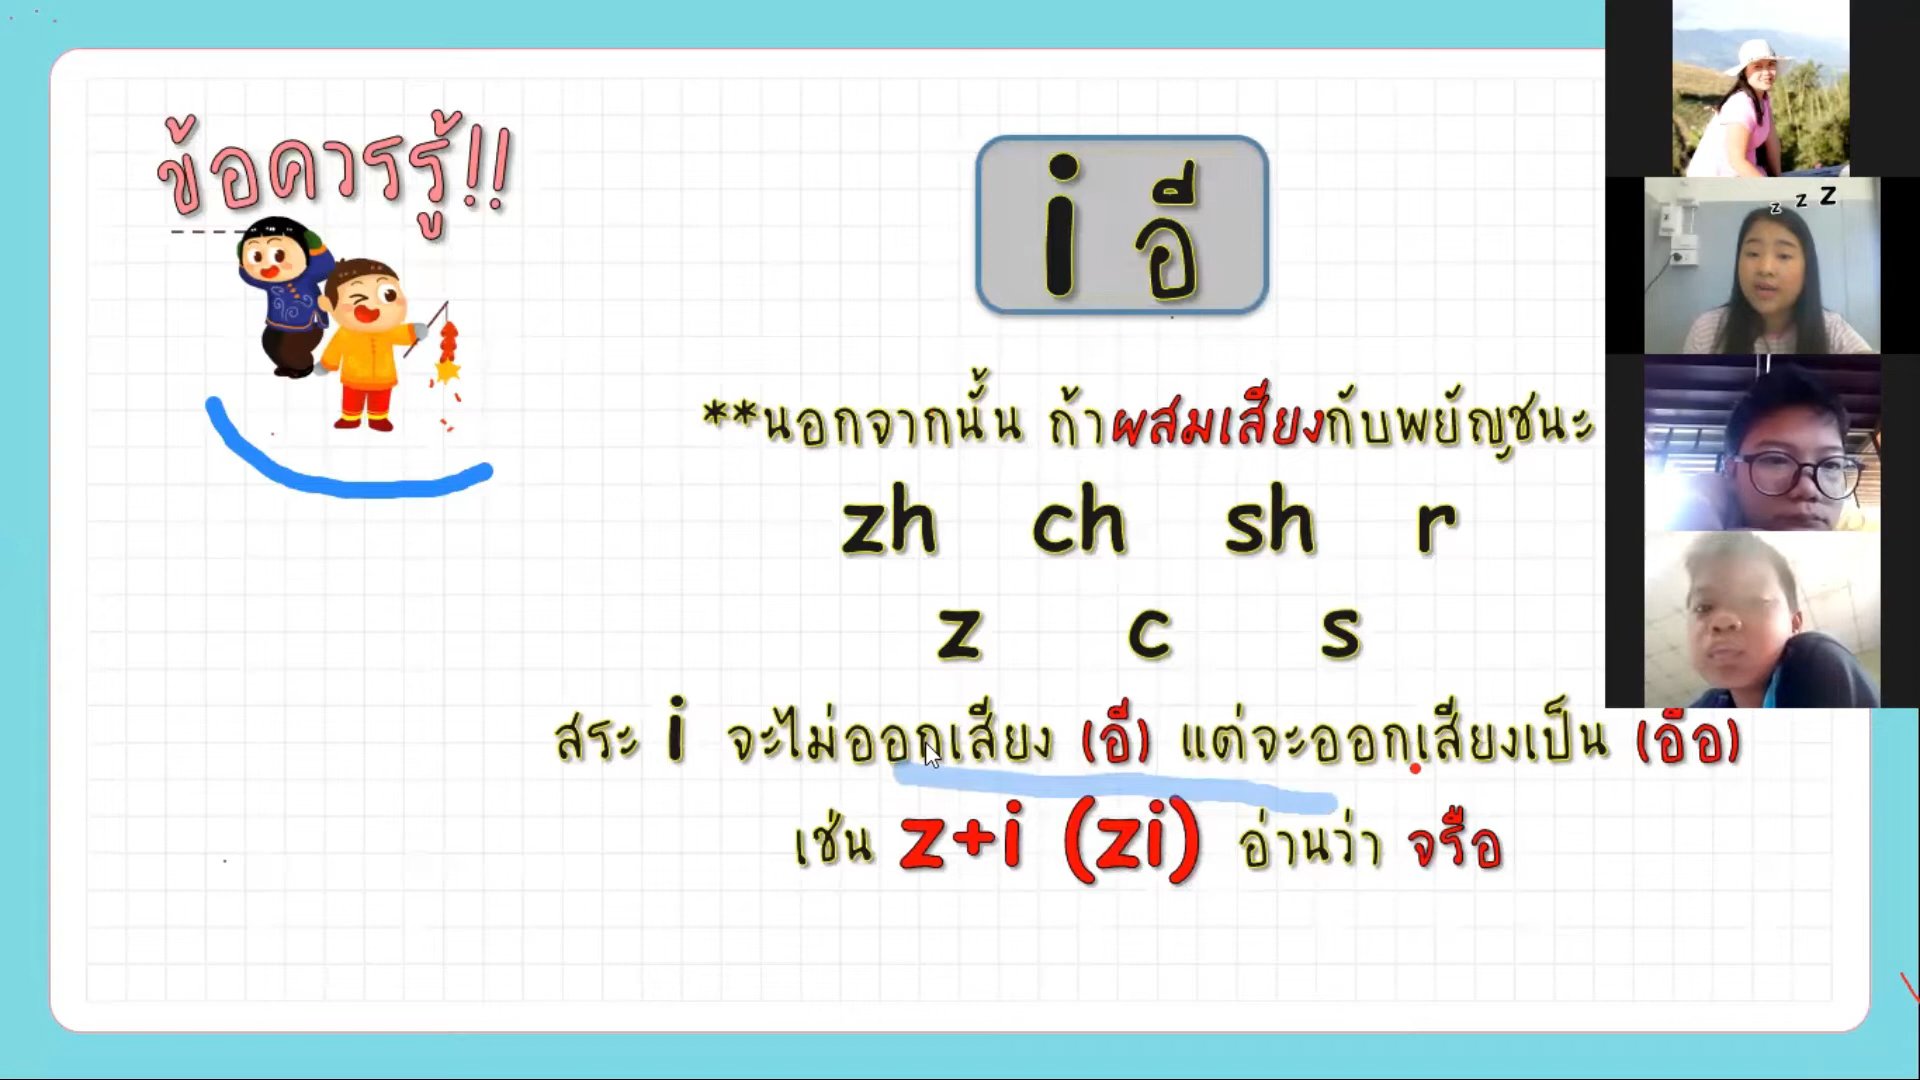 ข้อควรรู้!!
i อี
**นอกจากนั้น ถ้าผสมเสียงกับพยัญชนะ
zh ch sh r
z c s
สระ i จะไม่ออกเสียง (อี) แต่จะออกเสียงเป็น (อือ)
เช่น z+i (zi) อ่านว่า จรือ
z z Z